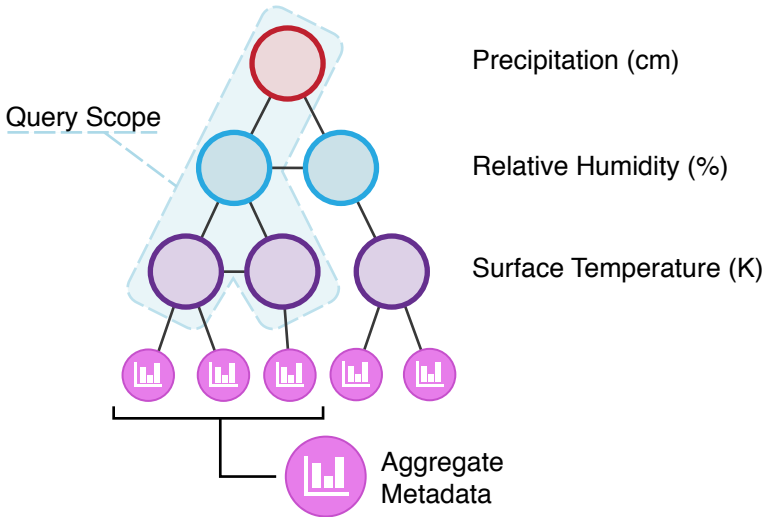 Precipitation (cm)
Query Scope
Relative Humidity (%)
Surface Temperature (K)
Aggregate
Metadata